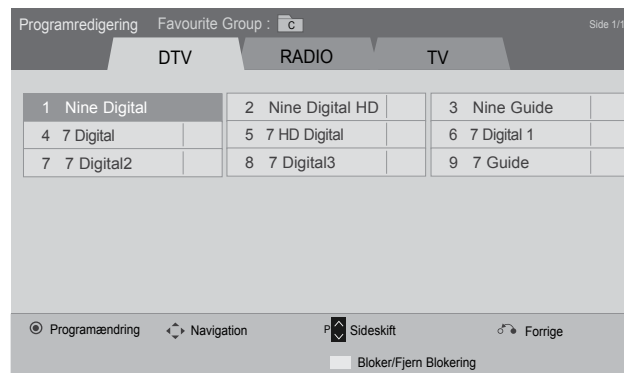 Programredigering Favourite Group : C Side 1/1
DTV RADIO TV
1 Nine Digital 2 Nine Digital HD 3 Nine Guide
4 7 Digital 5 7 HD Digital 6 7 Digital 1
7 7 Digital2 8 7 Digital3 9 7 Guide
Programændring Navigation P Sideskift Forrige
Bloker/Fjern Blokering